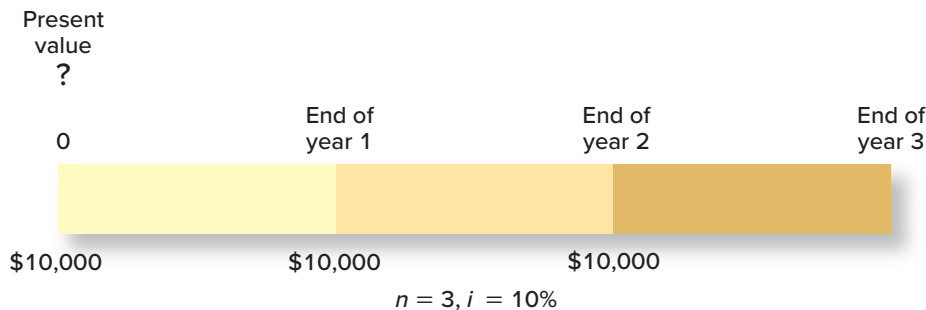 Present
value
?
0
End of
year 1
End of
year 2
End of
year 3
$10,000
$10,000
$10,000
n = 3, i = 10%